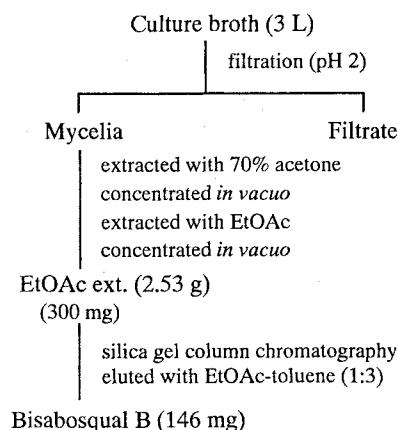 Culture broth (3 L)
filtration (pH 2)
Mycelia
Filtrate
extracted with 70% acetone
concentrated in vacuo
extracted with EtOAc
concentrated in vacuo
EtOAc ext. (2.53 g)
(300 mg)
silica gel column chromatography
eluted with EtOAc-toluene (1:3)
Bisabosqual B (146 mg)